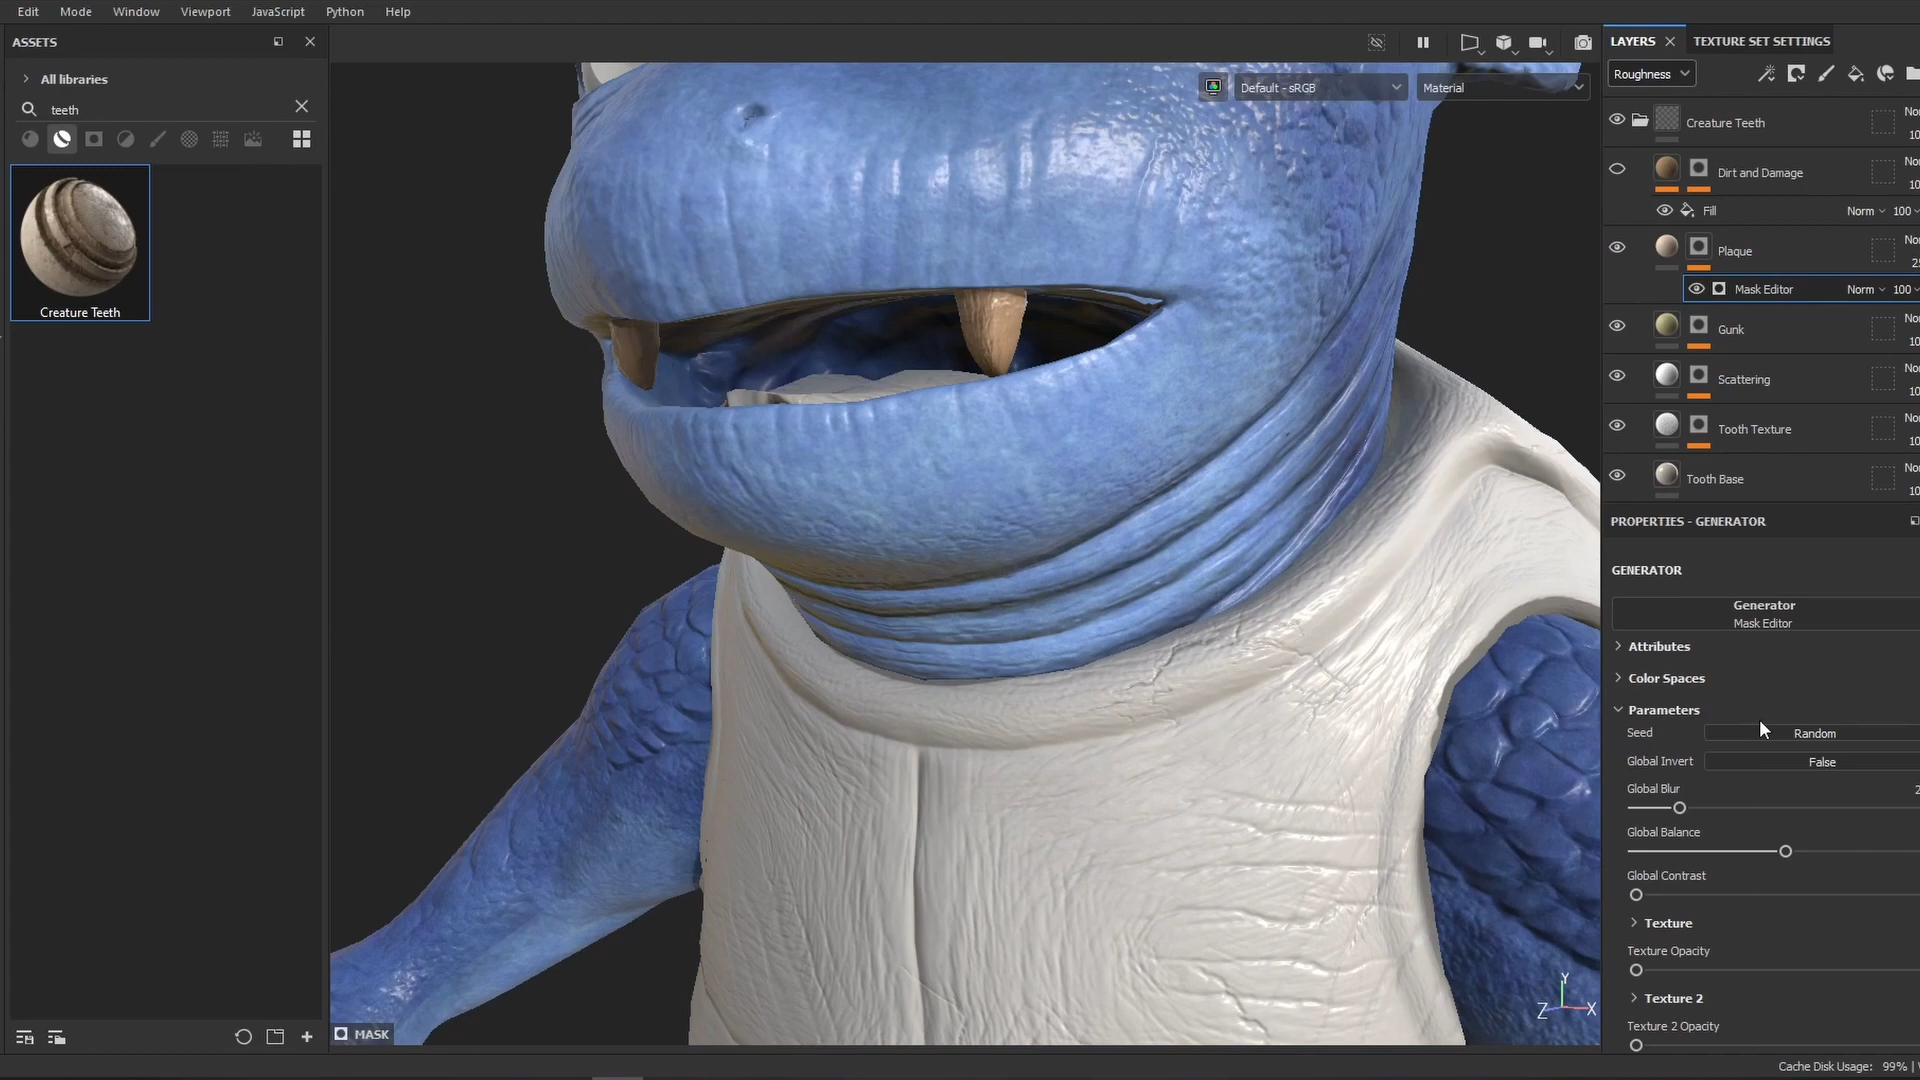 Edit Mode Window Viewport JavaScript Python Help
ASSETS
All libraries
teeth
Creature Teeth
Default - sRGB
Material
MASK
Y
Z X
LAYERS TEXTURE SET SETTINGS
Roughness
Creature Teeth
Dirt and Damage
Fill Norm 100
Plaque
Mask Editor Norm 100
Gunk
Scattering
Tooth Texture
Tooth Base
PROPERTIES - GENERATOR
GENERATOR
Generator
Mask Editor
Attributes
Color Spaces
Parameters
Seed Random
Global Invert False
Global Blur
Global Balance
Global Contrast
Texture
Texture Opacity
Texture 2
Texture 2 Opacity
Cache Disk Usage: 99%